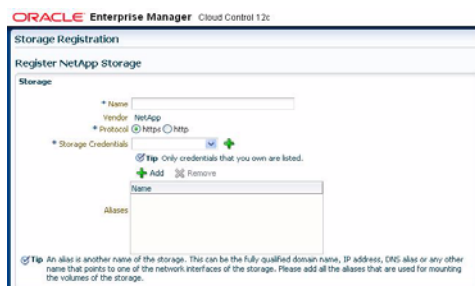 ORACLE Enterprise Manager Cloud Control 12c
Storage Registration
Register NetApp Storage
Storage
* Name
Vendor NetApp
* Protocol https http
* Storage Credentials
Tip Only credentials that you own are listed.
Add Remove
Name
Aliases
Tip An alias is another name of the storage. This can be the fully qualified domain name, IP address, DNS alias or any other
name that points to one of the network interfaces of the storage. Please add all the aliases that are used for mounting
the volumes of the storage.